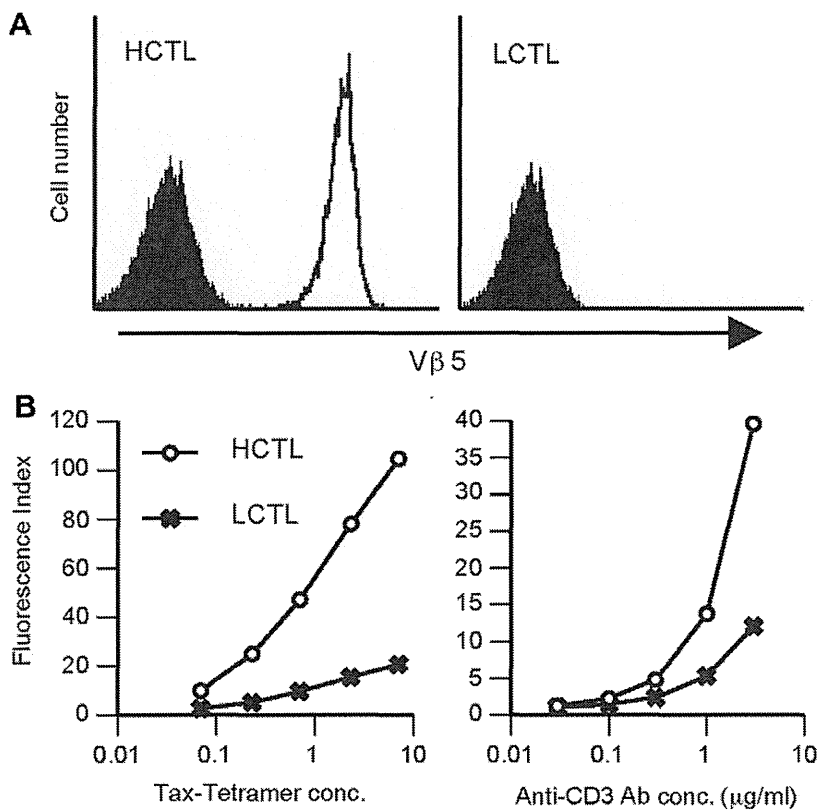 A
HCTL
LCTL
Cell number
Vβ 5
B
120
100
80
60
40
20
0
HCTL
LCTL
Fluorescence Index
0.01
0.1
1
10
Tax-Tetramer conc.
40
35
30
25
20
15
10
5
0
0.01
0.1
1
10
Anti-CD3 Ab conc. (μg/ml)